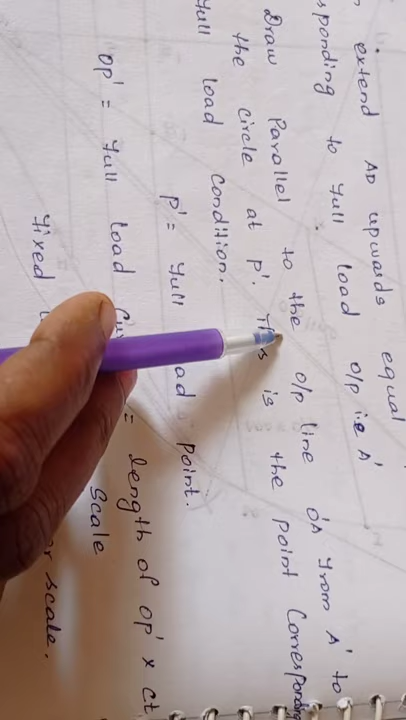 extend AD upwards equal
sponding to full load o/p i.e A'
Draw Parallel to the o/p line O'A from A' to
the circle at p'. This is the point Corresponding
full load condition.
p' = full load point.
op' = full load = length of op' x ct
Scale
fixed
scale.